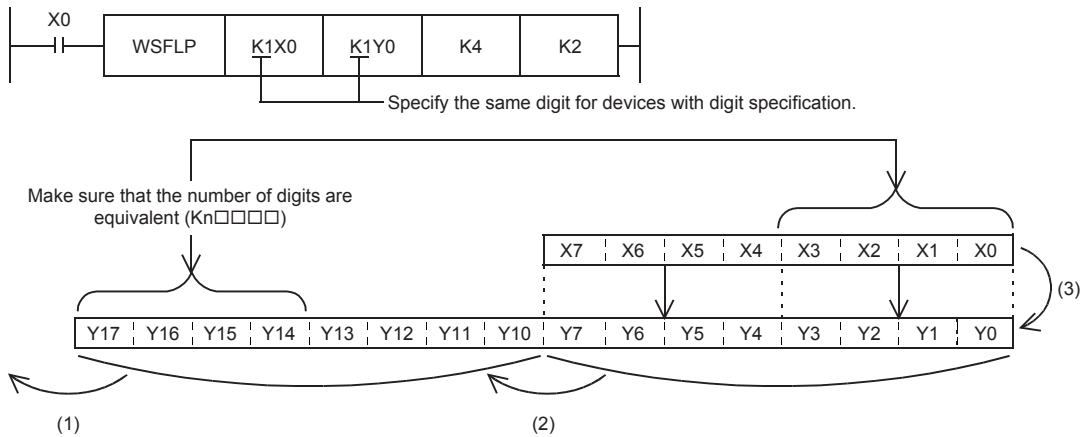 X0
WSFLP K1X0 K1Y0 K4 K2
Specify the same digit for devices with digit specification.
Make sure that the number of digits are
equivalent (Kn□□□□)
X7 X6 X5 X4 X3 X2 X1 X0
(3)
Y17 Y16 Y15 Y14 Y13 Y12 Y11 Y10 Y7 Y6 Y5 Y4 Y3 Y2 Y1 Y0
(1) (2)